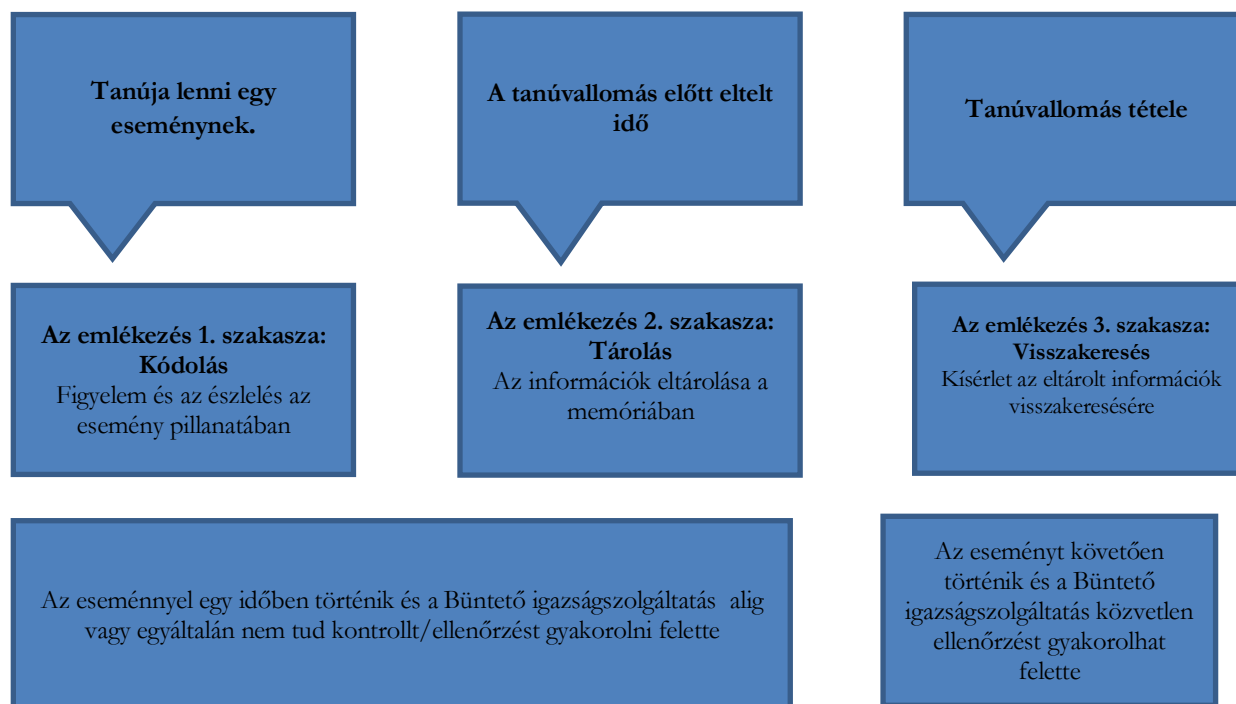 Tanúja lenni egy
eseménynek.
A tanúvallomás előtt eltelt
idő
Tanúvallomás tétele
Az emlékezés 1. szakasza:
Kódolás
Figyelem és az észlelés az
esemény pillanatában
Az emlékezés 2. szakasza:
Tárolás
Az információk eltárolása a
memóriában
Az emlékezés 3. szakasza:
Visszakeresés
Kísérlet az eltárolt információk
visszakeresésére
Az eseménnyel egy időben történik és a Büntető igazságszolgáltatás alig
vagy egyáltalán nem tud kontrollt/ellenőrzést gyakorolni felette
Az eseményt követően
történik és a Büntető
igazságszolgáltatás közvetlen
ellenőrzést gyakorolhat
felette